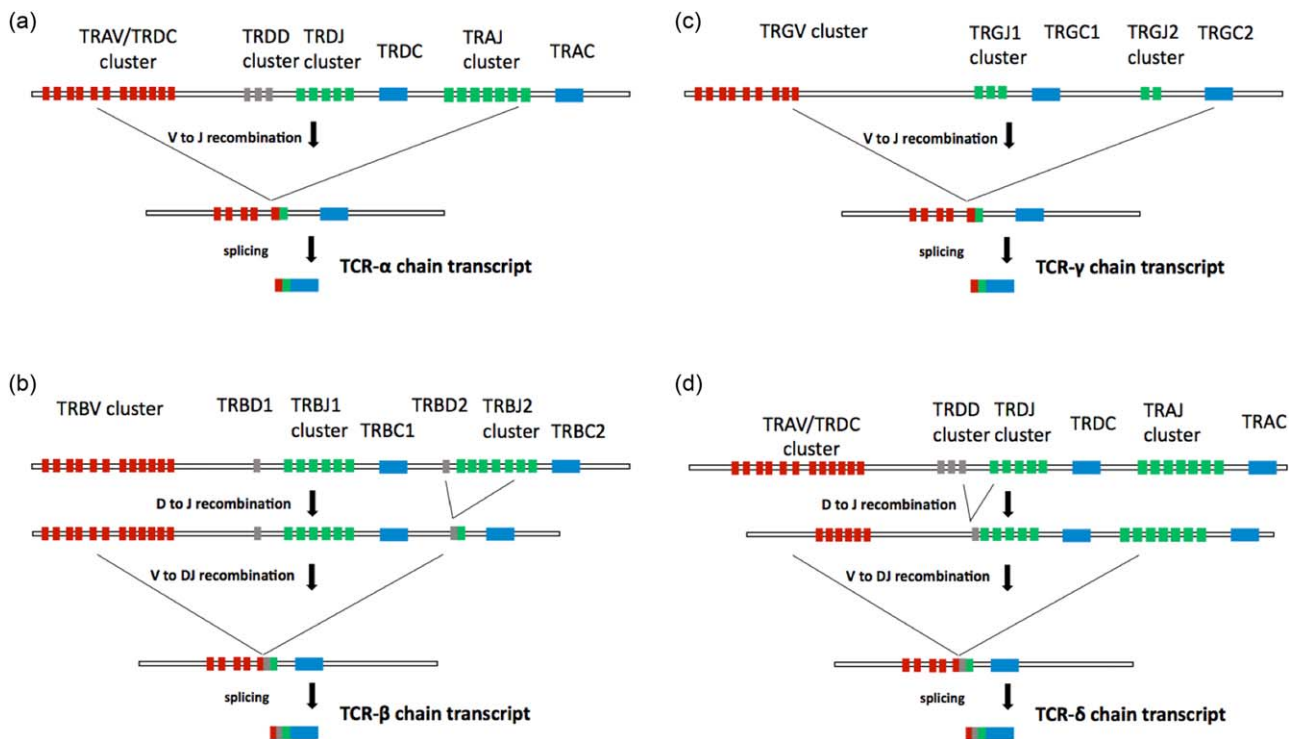 (a)
TRAV/TRDC
cluster
TRDD
cluster
TRDJ
cluster
TRDC
TRAJ
cluster
TRAC
V to J recombination
splicing
TCR-α chain transcript
(b)
TRBV cluster
TRBD1
TRBJ1
cluster
TRBC1
TRBD2
TRBJ2
cluster
TRBC2
D to J recombination
V to DJ recombination
splicing
TCR-β chain transcript
(c)
TRGV cluster
TRGJ1
cluster
TRGC1
TRGJ2
cluster
TRGC2
V to J recombination
splicing
TCR-γ chain transcript
(d)
TRAV/TRDC
cluster
TRDD
cluster
TRDJ
cluster
TRDC
TRAJ
cluster
TRAC
D to J recombination
V to DJ recombination
splicing
TCR-δ chain transcript